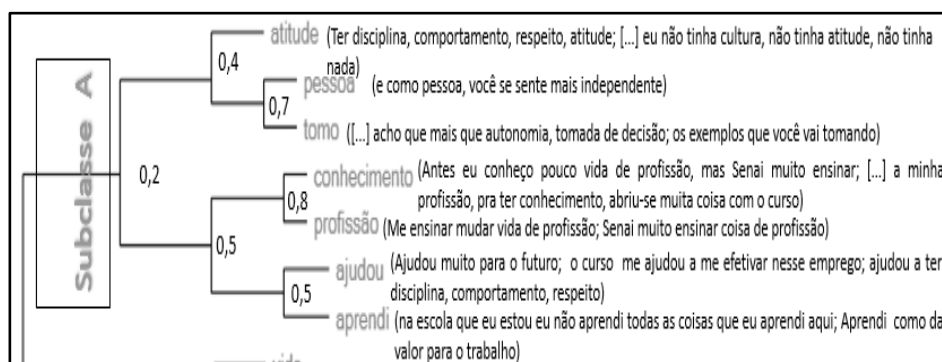 atitude (Ter disciplina, comportamento, respeito, atitude; [...] eu não tinha cultura, não tinha atitude, não tinha
nada)
0,4
pessoa (e como pessoa, você se sente mais independente)
0,7
tomo ([...] acho que mais que autonomia, tomada de decisão; os exemplos que você vai tomando)
Subclasse A
0,2
conhecimento (Antes eu conheço pouco vida de profissão, mas Senai muito ensinar; [...] a minha
profissão, pra ter conhecimento, abriu-se muita coisa com o curso)
0,8
profissão (Me ensinar mudar vida de profissão; Senai muito ensinar coisa de profissão)
0,5
ajudou (Ajudou muito para o futuro; o curso me ajudou a me efetivar nesse emprego; ajudou a ter
disciplina, comportamento, respeito)
0,5
aprendi (na escola que eu estou eu não aprendi todas as coisas que eu aprendi aqui; Aprendi como da
valor para o trabalho)